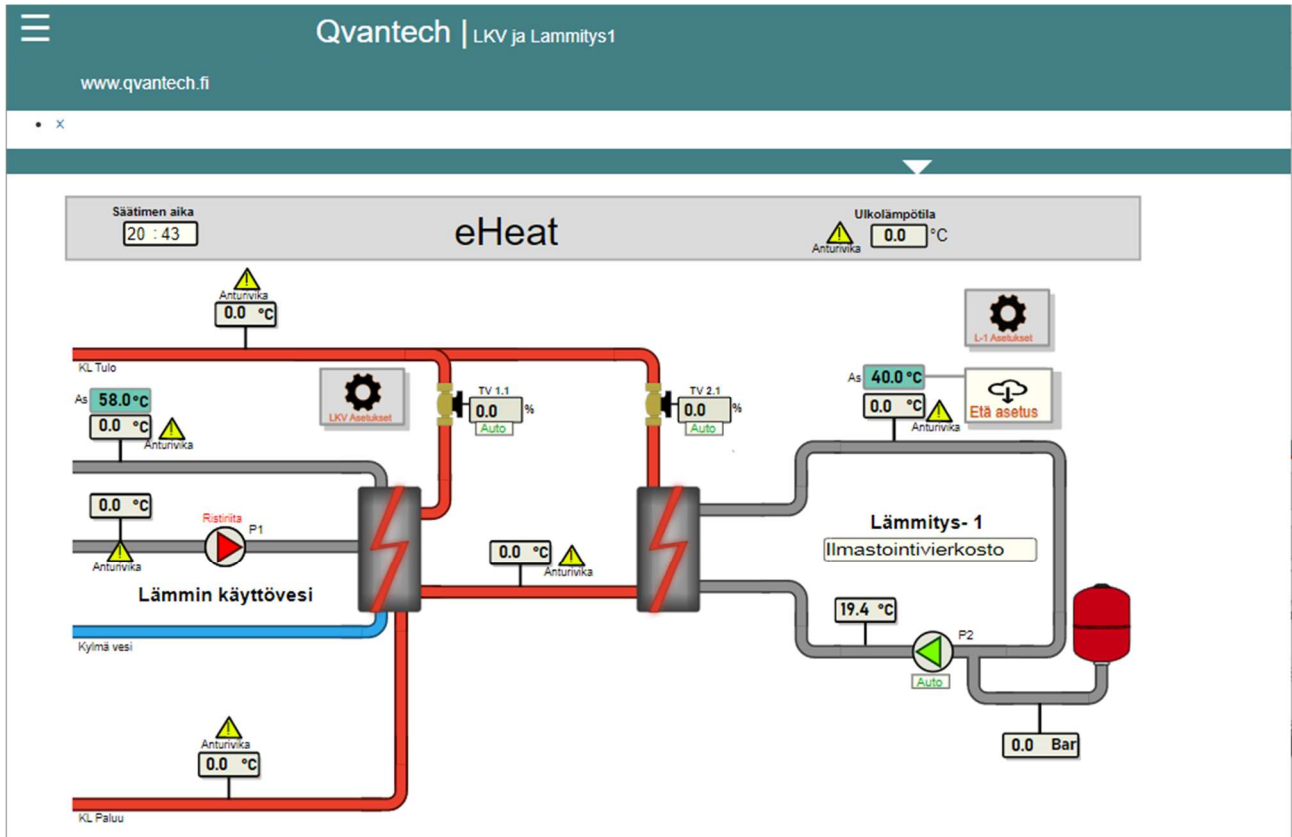 Qvantech | LKV ja Lammitys1
www.qvantech.fi
x
Säätimen aika
20 : 43
eHeat
Ulkolämpötila
Anturivika
0.0 °C
Anturivika
0.0 °C
KL Tulo
As 58.0°C
0.0 °C
Anturivika
LKV Asetukset
TV 1.1
0.0 %
Auto
TV 2.1
0.0 %
Auto
L-1 Asetukset
As 40.0 °C
0.0 °C
Anturivika
Etä asetus
0.0 °C
Anturivika
Ristiriita
P1
Lämmin käyttövesi
Kylmä vesi
0.0 °C
Anturivika
Lämmitys- 1
Ilmastointivierkosto
19.4 °C
P2
Auto
0.0 Bar
Anturivika
0.0 °C
KL Paluu